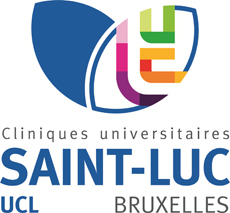 Cliniques universitaires
SAINT-LUC
UCL BRUXELLES